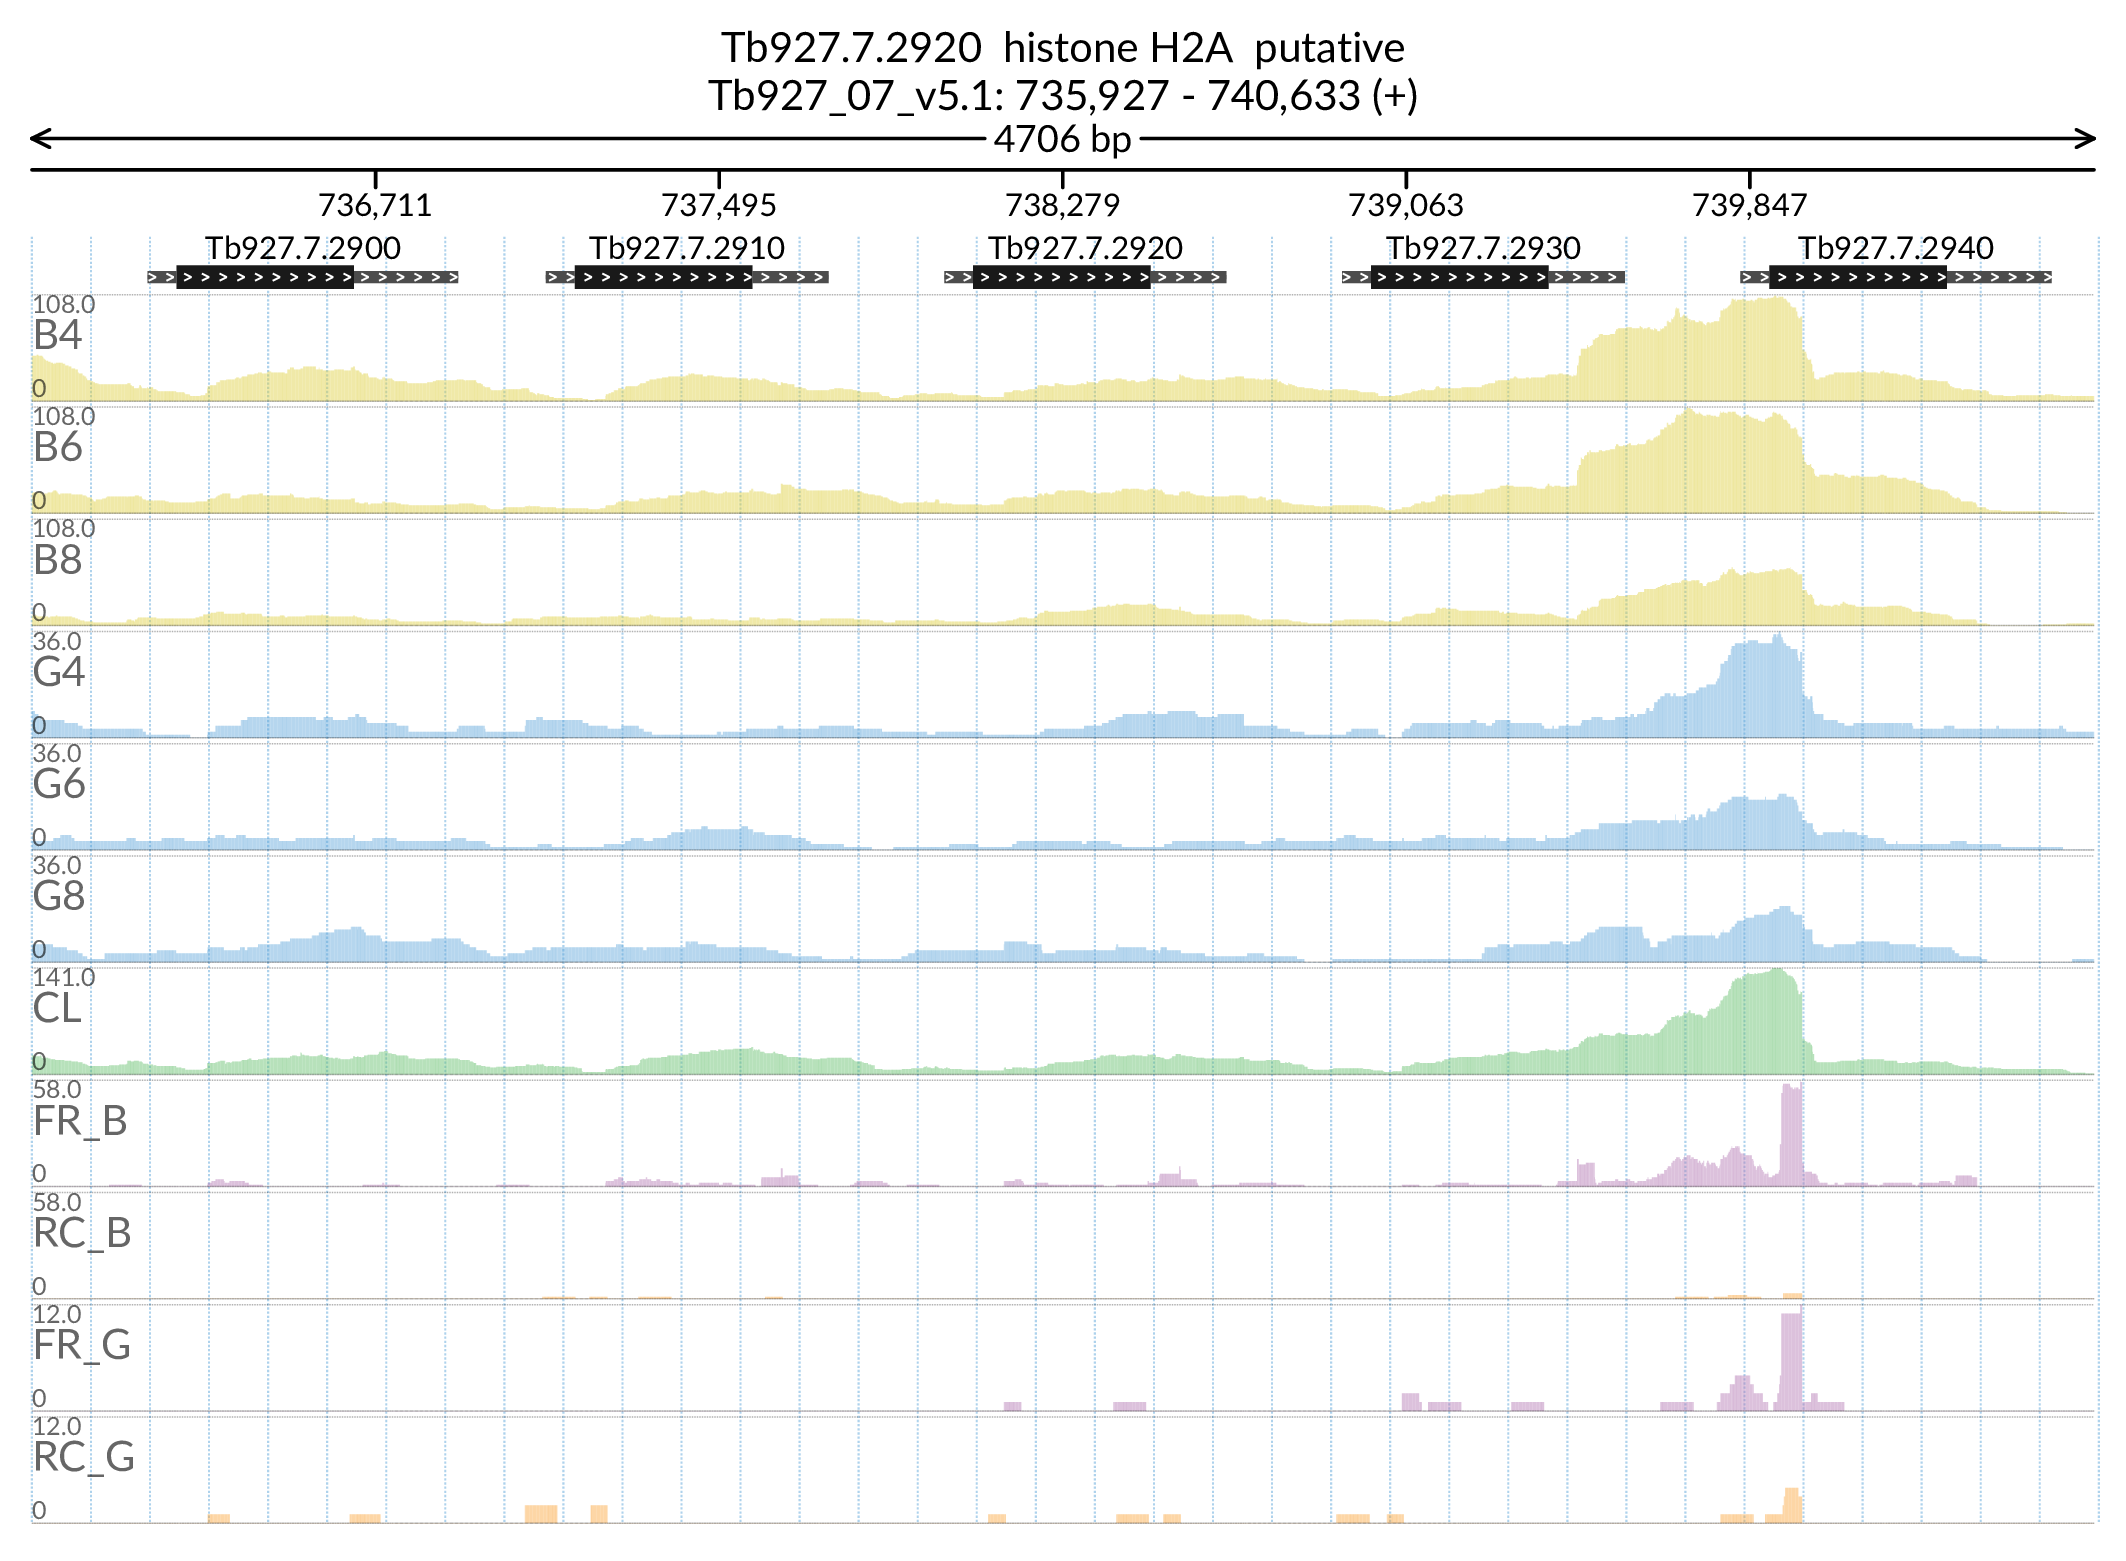 Tb927.7.2920 histone H2A putative
Tb927_07_v5.1: 735,927 - 740,633 (+)
4706 bp
736,711 737,495 738,279 739,063 739,847
Tb927.7.2900 Tb927.7.2910 Tb927.7.2920 Tb927.7.2930 Tb927.7.2940
108.0
B4
0
108.0
B6
0
108.0
B8
0
36.0
G4
0
36.0
G6
0
36.0
G8
0
141.0
CL
0
58.0
FR_B
0
58.0
RC_B
0
12.0
FR_G
0
12.0
RC_G
0